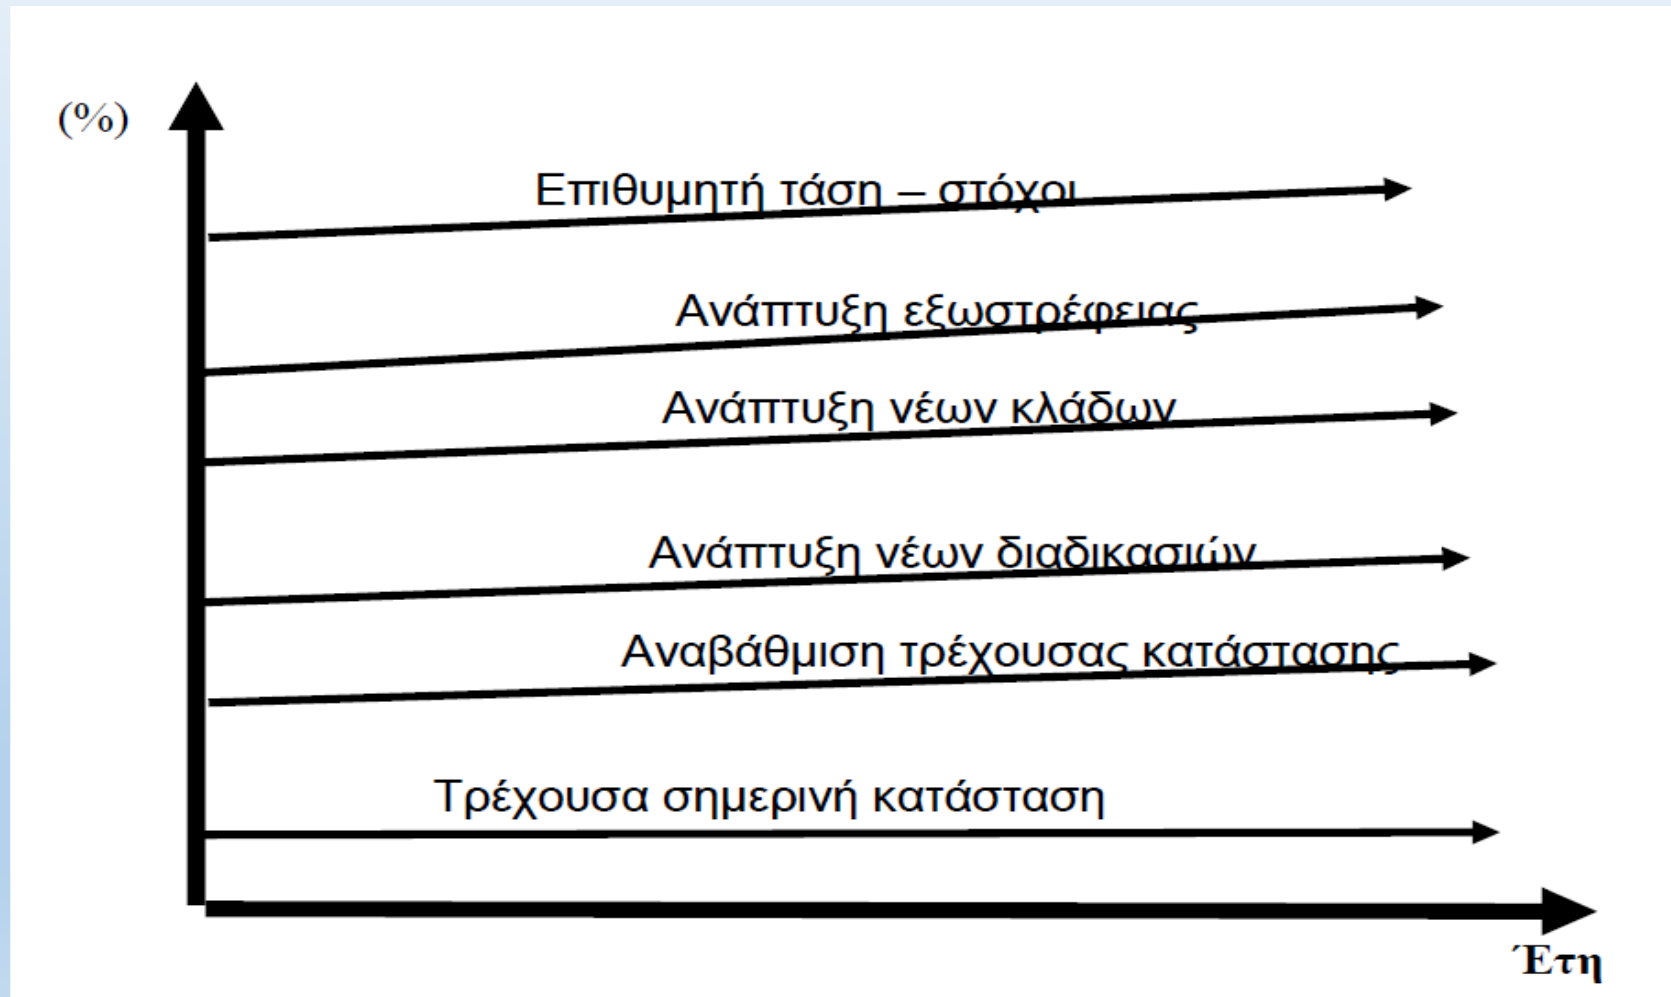 (%)
Επιθυμητή τάση – στόχοι
Ανάπτυξη εξωστρέφειας
Ανάπτυξη νέων κλάδων
Ανάπτυξη νέων διαδικασιών
Αναβάθμιση τρέχουσας κατάστασης
Τρέχουσα σημερινή κατάσταση
Έτη